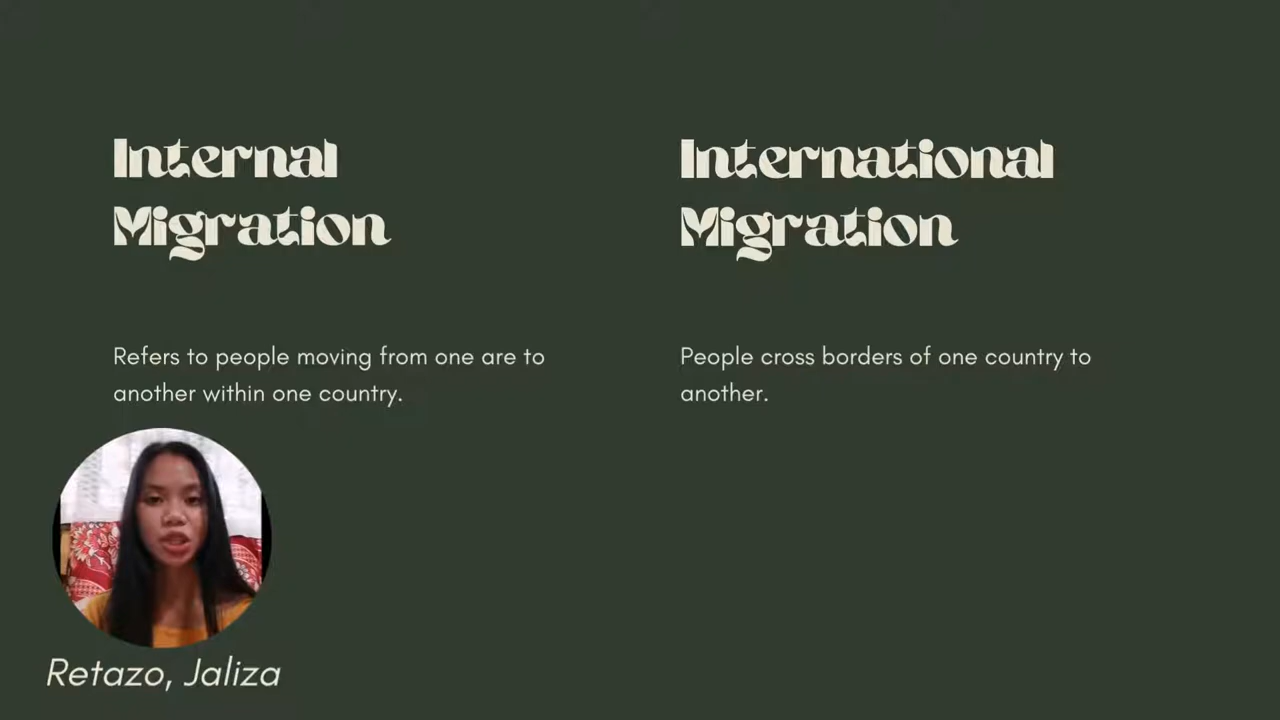 Internal
Migration
Refers to people moving from one are to
another within one country.
International
Migration
People cross borders of one country to
another.
Retazo, Jaliza